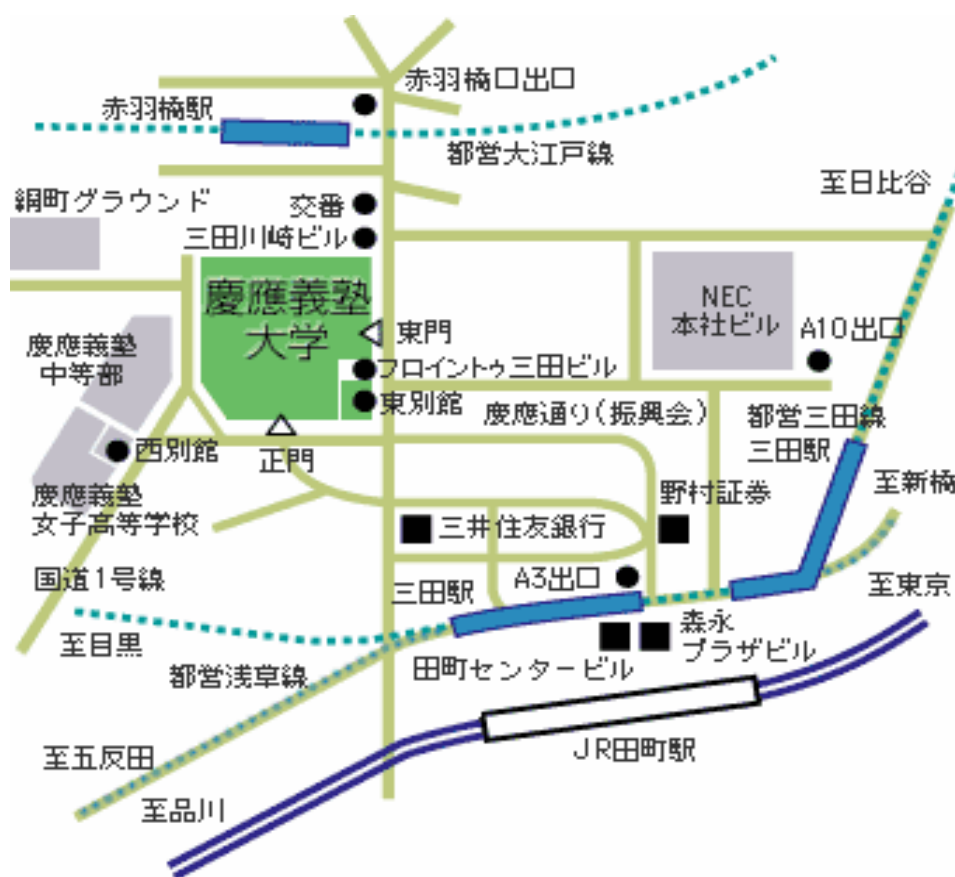 赤羽橋口出口
赤羽橋駅
都営大江戸線
至日比谷
綱町グラウンド
交番
三田川崎ビル
慶應義塾
大学
NEC
本社ビル
東門
A10出口
慶應義塾
中等部
フロイントゥ三田ビル
東別館
慶應通り(振興会)
都営三田線
三田駅
西別館
正門
至新橋
慶應義塾
女子高等学校
野村証券
三井住友銀行
国道1号線
三田駅
A3出口
至東京
至目黒
森永
プラザビル
都営浅草線
田町センタービル
JR田町駅
至五反田
至品川